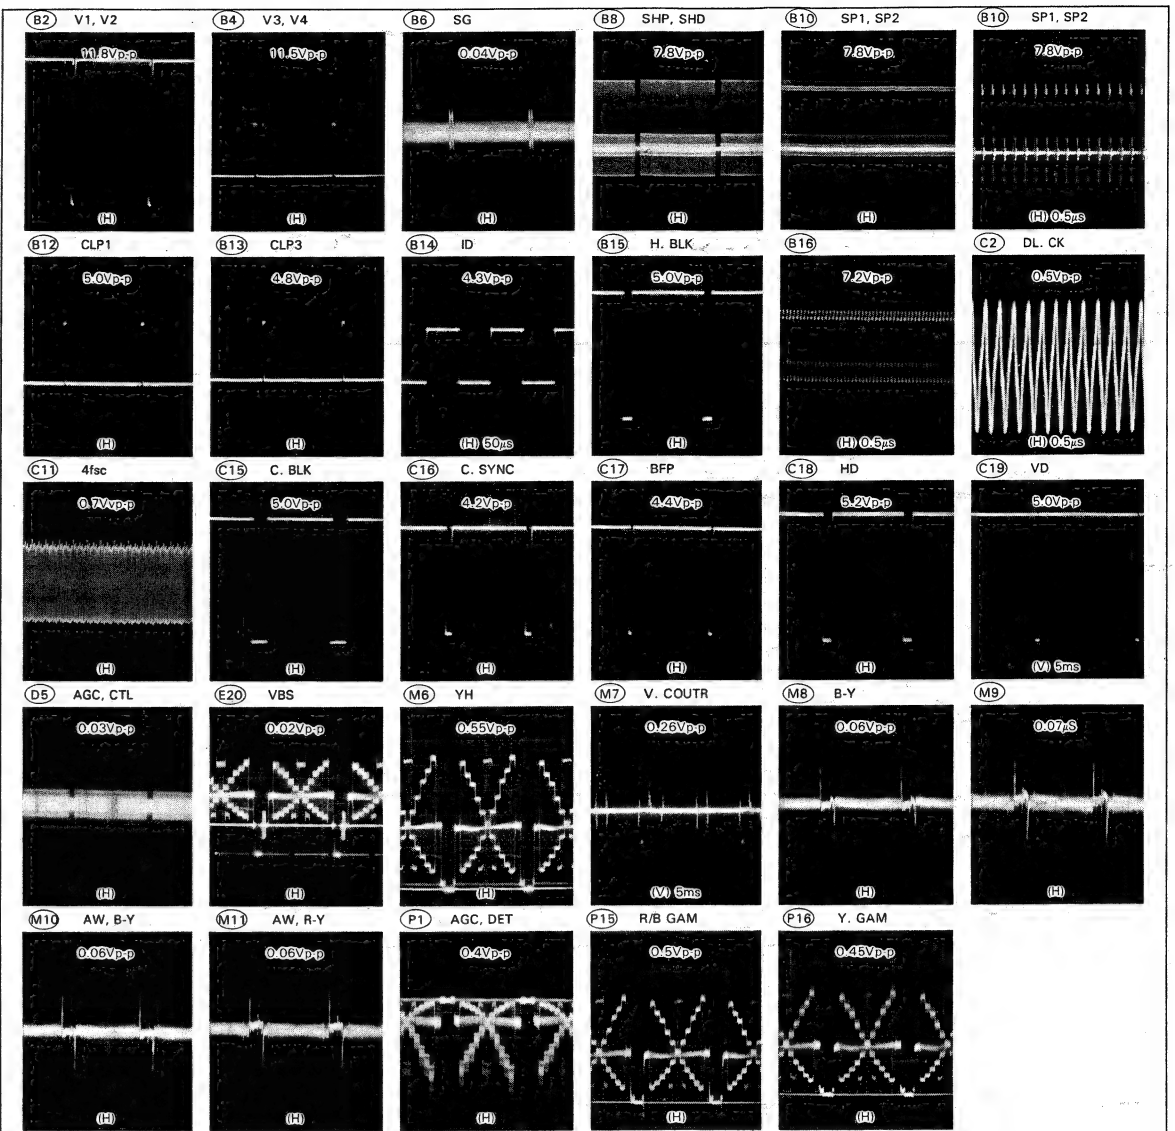 B2 V1, V2
11.8Vp-p
(H)
B4 V3, V4
11.5Vp-p
(H)
B6 SG
0.04Vp-p
(H)
B8 SHP, SHD
7.8Vp-p
(H)
B10 SP1, SP2
7.8Vp-p
(H)
B10 SP1, SP2
7.8Vp-p
(H) 0.5μs
B12 CLP1
5.0Vp-p
(H)
B13 CLP3
4.8Vp-p
(H)
B14 ID
4.3Vp-p
(H) 50μs
B15 H. BLK
5.0Vp-p
(H)
B16
7.2Vp-p
(H) 0.5μs
C2 DL. CK
0.5Vp-p
(H) 0.5μs
C11 4fsc
0.7Vvp-p
(H)
C15 C. BLK
5.0Vp-p
(H)
C16 C. SYNC
4.2Vp-p
(H)
C17 BFP
4.4Vp-p
(H)
C18 HD
5.2Vp-p
(H)
C19 VD
5.0Vp-p
(V) 5ms
D5 AGC, CTL
0.03Vp-p
(H)
E20 VBS
0.02Vp-p
(H)
M6 YH
0.55Vp-p
(H)
M7 V. COUTR
0.26Vp-p
(V) 5ms
M8 B-Y
0.06Vp-p
(H)
M9
0.07μS
(H)
M10 AW, B-Y
0.06Vp-p
(H)
M11 AW, R-Y
0.06Vp-p
(H)
P1 AGC, DET
0.4Vp-p
(H)
P15 R/B GAM
0.5Vp-p
(H)
P16 Y. GAM
0.45Vp-p
(H)